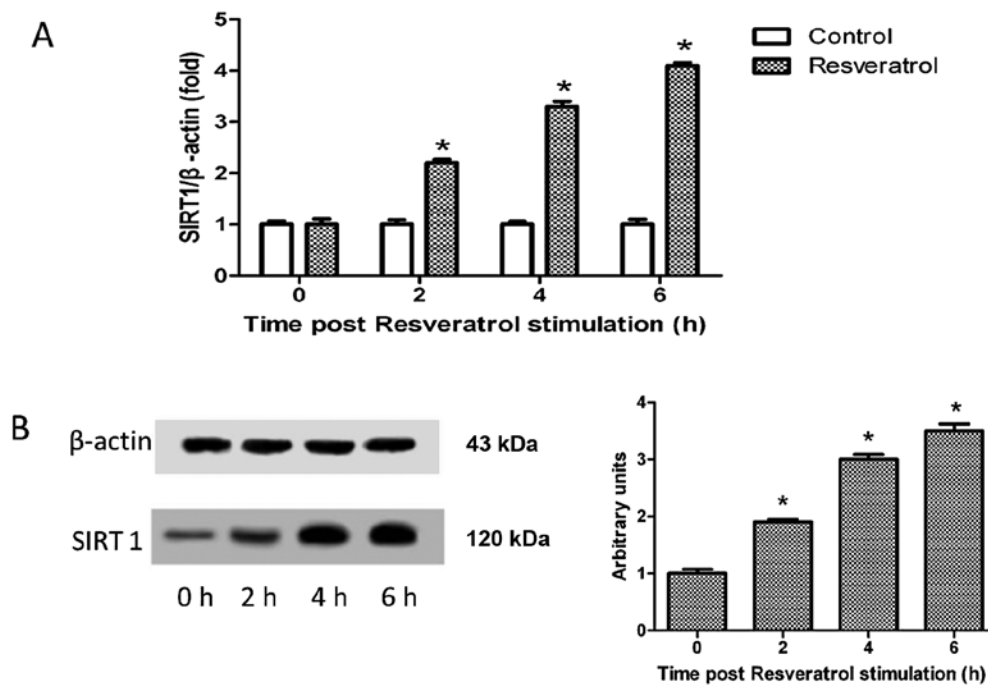 A
SIRT1/β -actin (fold)
5
4
3
2
1
0
* * *
0 2 4 6
Time post Resveratrol stimulation (h)
Control
Resveratrol
B
β-actin
43 kDa
SIRT 1
120 kDa
0 h 2 h 4 h 6 h
Arbitrary units
4
3
2
1
0
* * *
0 2 4 6
Time post Resveratrol stimulation (h)